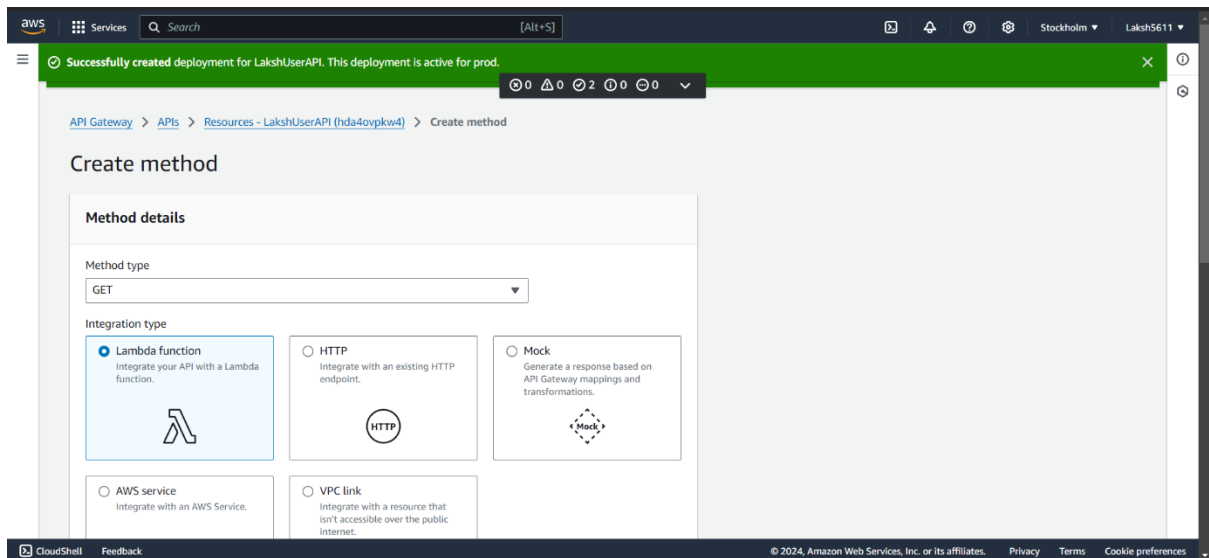 aws Services Search [Alt+S] Stockholm ▼ Laksh5611 ▼
Successfully created deployment for LakshUserAPI. This deployment is active for prod.
0 0 2 0 0
API Gateway > APIs > Resources - LakshUserAPI (hda4ovpkw4) > Create method
Create method
Method details
Method type
GET
Integration type
Lambda function
Integrate your API with a Lambda
function.
HTTP
Integrate with an existing HTTP
endpoint.
HTTP
Mock
Generate a response based on
API Gateway mappings and
transformations.
Mock
AWS service
Integrate with an AWS Service.
VPC link
Integrate with a resource that
isn't accessible over the public
internet.
CloudShell Feedback © 2024, Amazon Web Services, Inc. or its affiliates. Privacy Terms Cookie preferences